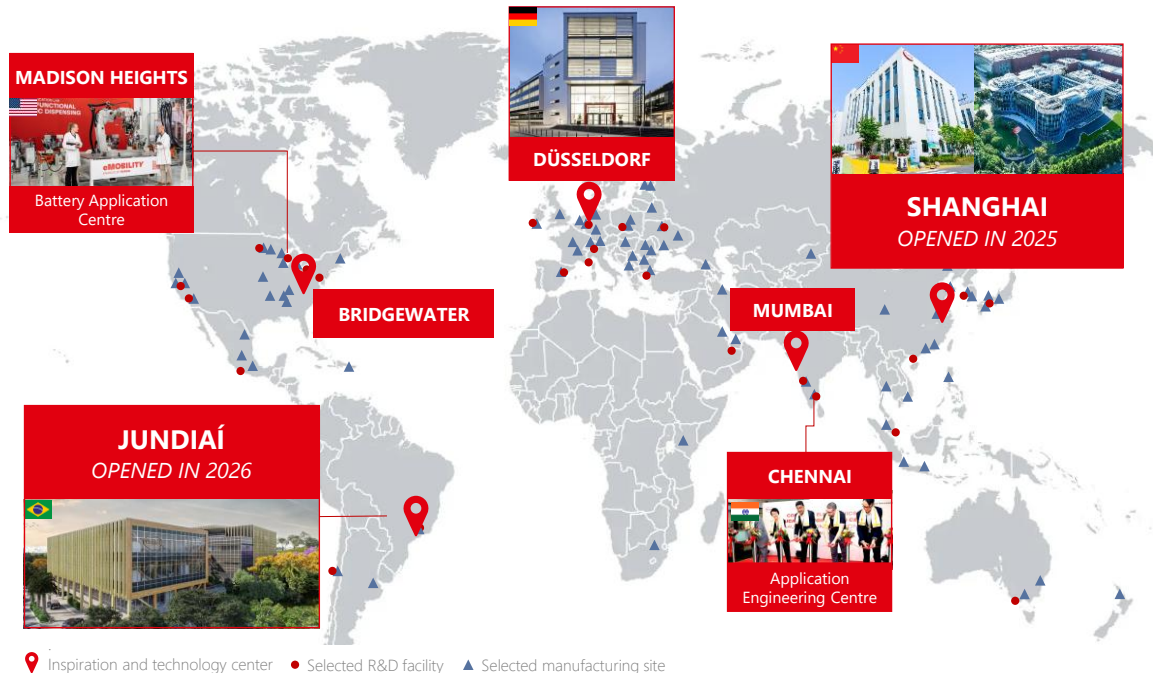 MADISON HEIGHTS
FUNCTIONAL
DISPENSING
eMOBILITY
Battery Application
Centre
DÜSSELDORF
SHANGHAI
OPENED IN 2025
BRIDGEWATER
MUMBAI
JUNDIAÍ
OPENED IN 2026
CHENNAI
Application
Engineering Centre
Inspiration and technology center
Selected R&D facility
Selected manufacturing site